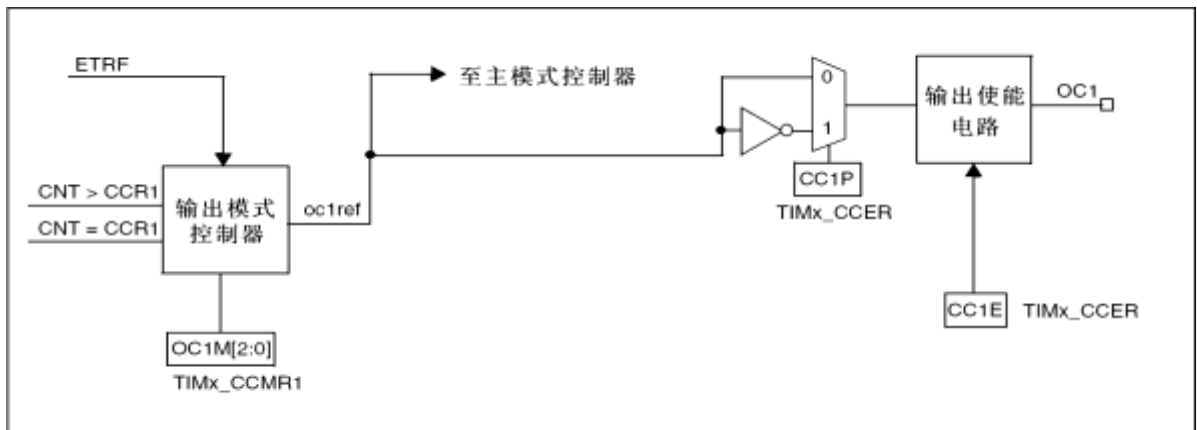 ETRF
至主模式控制器
0
1
输出使能
电路
OC1
CC1P
TIMx_CCER
CNT > CCR1
CNT = CCR1
输出模式
控制器
oc1ref
CC1E
TIMx_CCER
OC1M[2:0]
TIMx_CCMR1